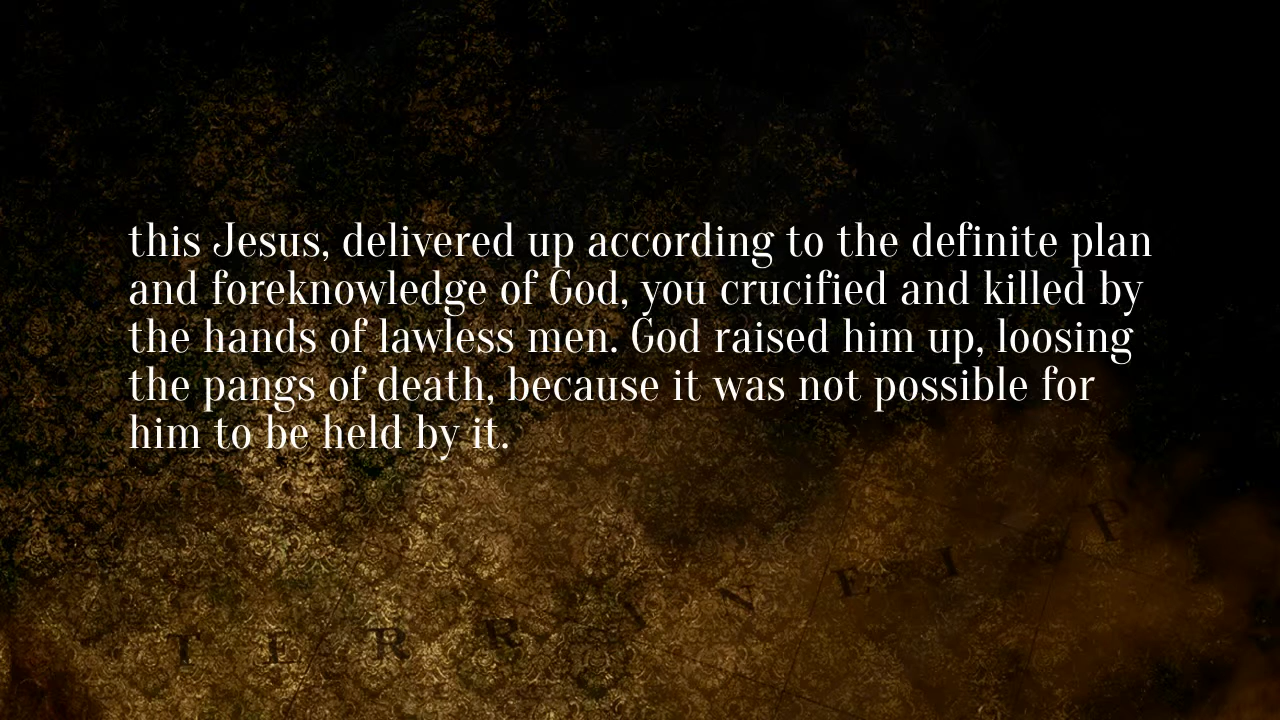 this Jesus, delivered up according to the definite plan
and foreknowledge of God, you crucified and killed by
the hands of lawless men. God raised him up, loosing
the pangs of death, because it was not possible for
him to be held by it.
T E R R I N E I P